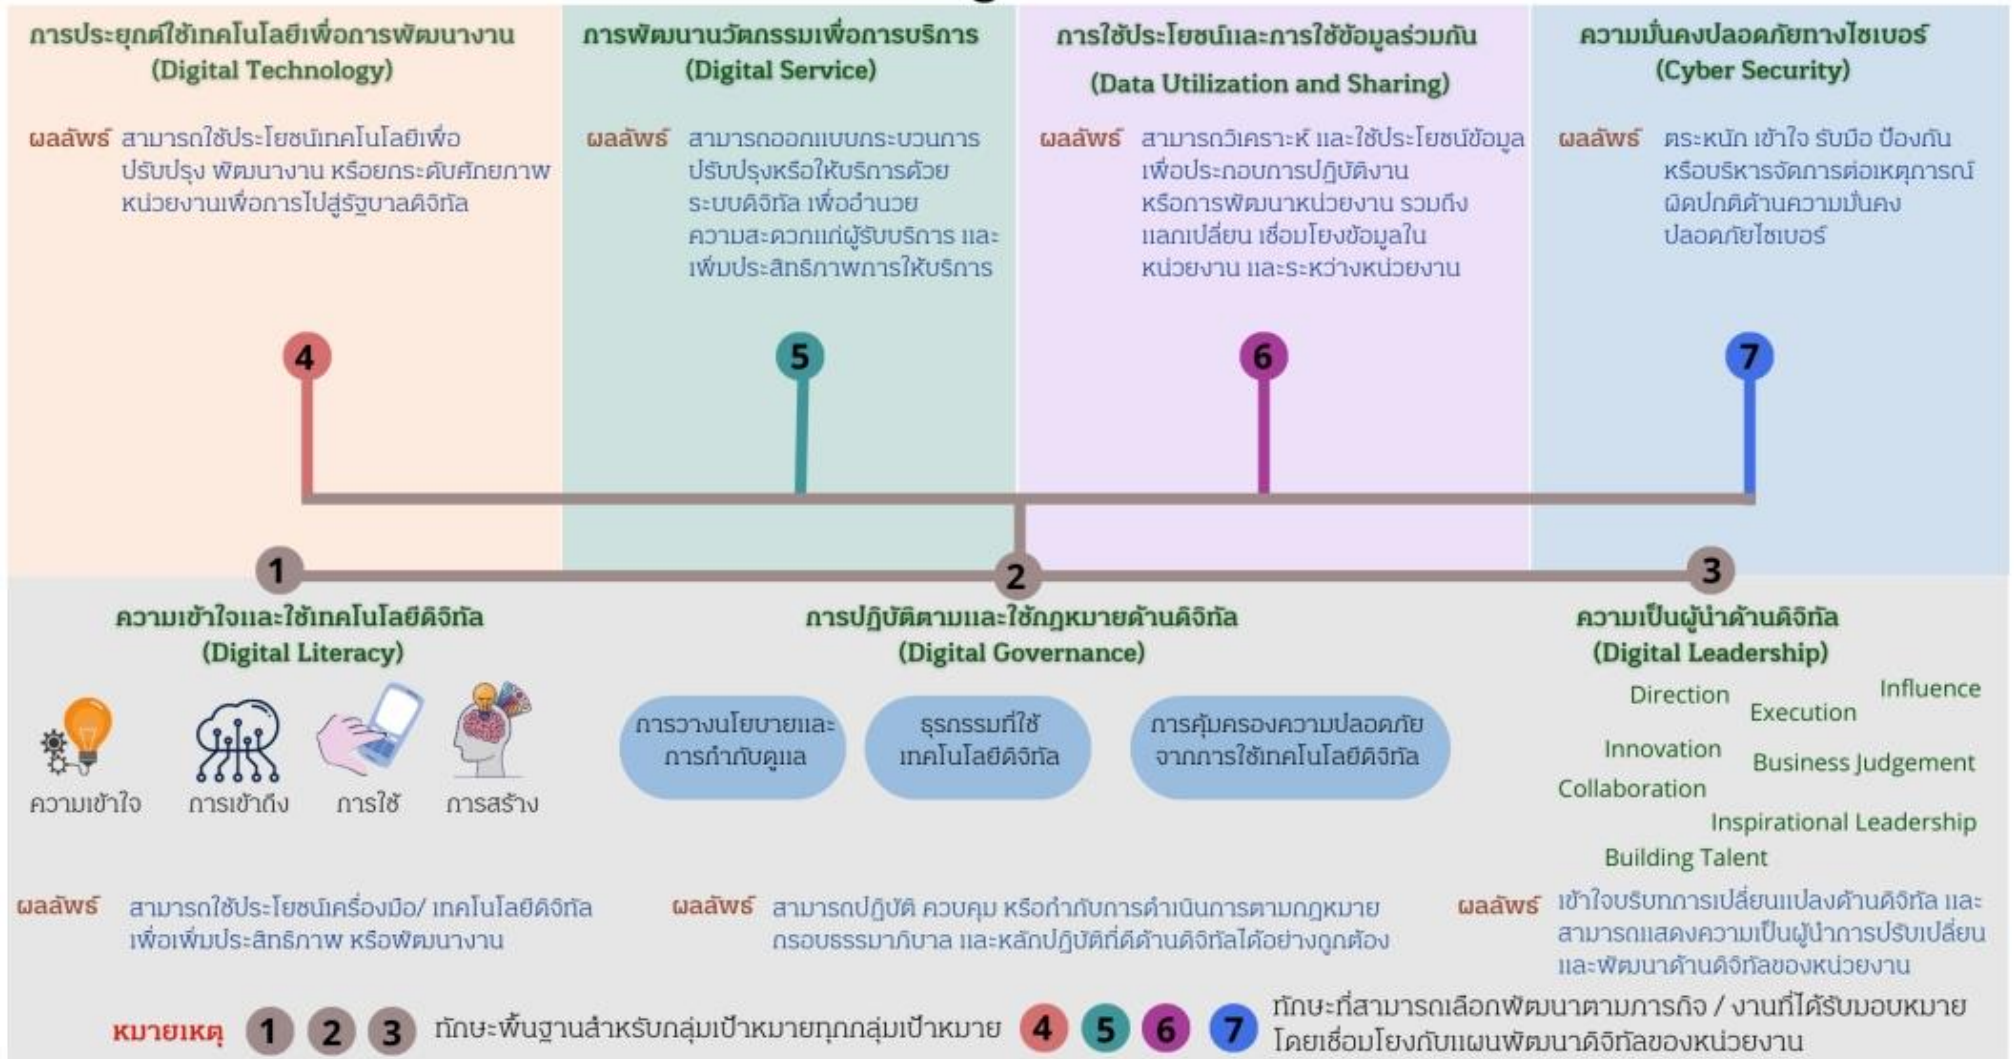 การประยุกต์ใช้เทคโนโลยีเพื่อการพัฒนางาน
(Digital Technology)
ผลลัพธ์ สามารถใช้ประโยชน์เทคโนโลยีเพื่อ
ปรับปรุง พัฒนางาน หรือยกระดับศักยภาพ
หน่วยงานเพื่อการไปสู่รัฐบาลดิจิทัล
4
การพัฒนานวัตกรรมเพื่อการบริการ
(Digital Service)
ผลลัพธ์ สามารถออกแบบกระบวนการ
ปรับปรุงหรือให้บริการด้วย
ระบบดิจิทัล เพื่ออำนวย
ความสะดวกแก่ผู้รับบริการ และ
เพิ่มประสิทธิภาพการให้บริการ
5
การใช้ประโยชน์และการใช้ข้อมูลร่วมกัน
(Data Utilization and Sharing)
ผลลัพธ์ สามารถวิเคราะห์ และใช้ประโยชน์ข้อมูล
เพื่อประกอบการปฏิบัติงาน
หรือการพัฒนาหน่วยงาน รวมถึง
แลกเปลี่ยน เชื่อมโยงข้อมูลใน
หน่วยงาน และระหว่างหน่วยงาน
6
ความมั่นคงปลอดภัยทางไซเบอร์
(Cyber Security)
ผลลัพธ์ ตระหนัก เข้าใจ รับมือ ป้องกัน
หรือบริหารจัดการต่อเหตุการณ์
ผิดปกติด้านความมั่นคง
ปลอดภัยไซเบอร์
7
1
ความเข้าใจและใช้เทคโนโลยีดิจิทัล
(Digital Literacy)
ความเข้าใจ การเข้าถึง การใช้ การสร้าง
ผลลัพธ์ สามารถใช้ประโยชน์เครื่องมือ/ เทคโนโลยีดิจิทัล
เพื่อเพิ่มประสิทธิภาพ หรือพัฒนางาน
2
การปฏิบัติตามและใช้กฎหมายด้านดิจิทัล
(Digital Governance)
การวางนโยบายและ
การกำกับดูแล
ธุรกรรมที่ใช้
เทคโนโลยีดิจิทัล
การคุ้มครองความปลอดภัย
จากการใช้เทคโนโลยีดิจิทัล
ผลลัพธ์ สามารถปฏิบัติ ควบคุม หรือกำกับการดำเนินการตามกฎหมาย
กรอบธรรมาภิบาล และหลักปฏิบัติที่ดีด้านดิจิทัลได้อย่างถูกต้อง
3
ความเป็นผู้นำด้านดิจิทัล
(Digital Leadership)
Direction
Influence
Execution
Innovation
Business Judgement
Collaboration
Inspirational Leadership
Building Talent
ผลลัพธ์ เข้าใจบริบทการเปลี่ยนแปลงด้านดิจิทัล และ
สามารถแสดงความเป็นผู้นำการปรับเปลี่ยน
และพัฒนาด้านดิจิทัลของหน่วยงาน
หมายเหตุ 1 2 3 ทักษะพื้นฐานสำหรับกลุ่มเป้าหมายทุกกลุ่มเป้าหมาย
4 5 6 7 ทักษะที่สามารถเลือกพัฒนาตามภารกิจ / งานที่ได้รับมอบหมาย
โดยเชื่อมโยงกับแผนพัฒนาดิจิทัลของหน่วยงาน